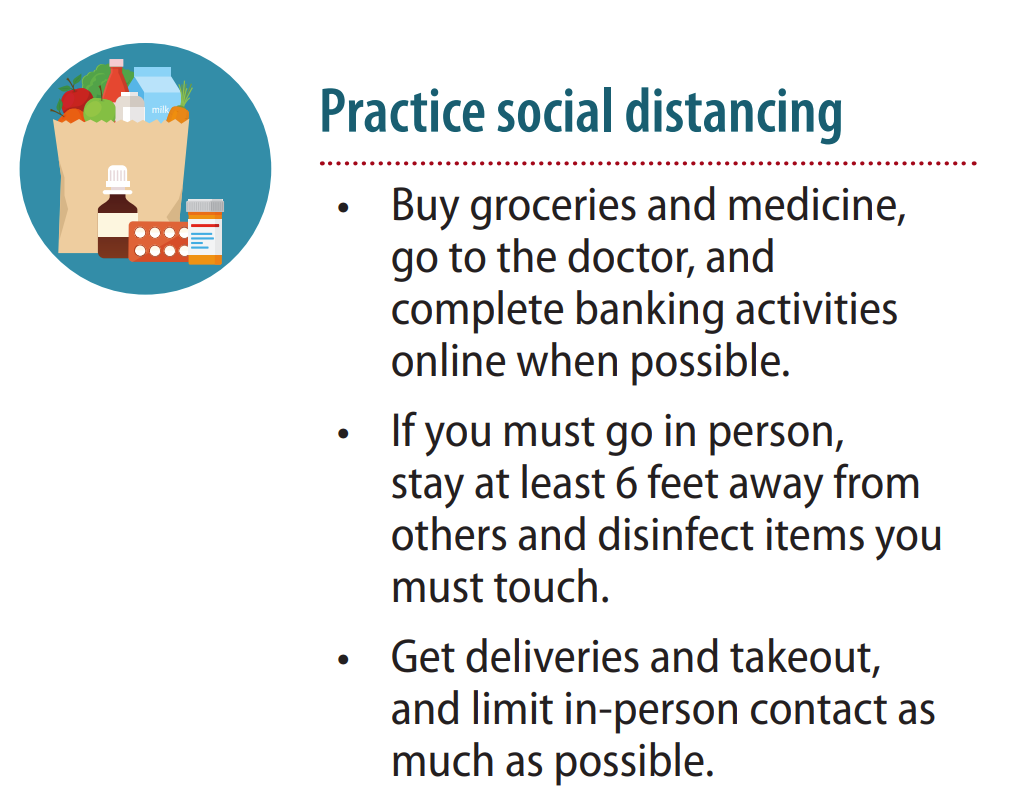 milk
Practice social distancing
• Buy groceries and medicine,
go to the doctor, and
complete banking activities
online when possible.
• If you must go in person,
stay at least 6 feet away from
others and disinfect items you
must touch.
• Get deliveries and takeout,
and limit in-person contact as
much as possible.